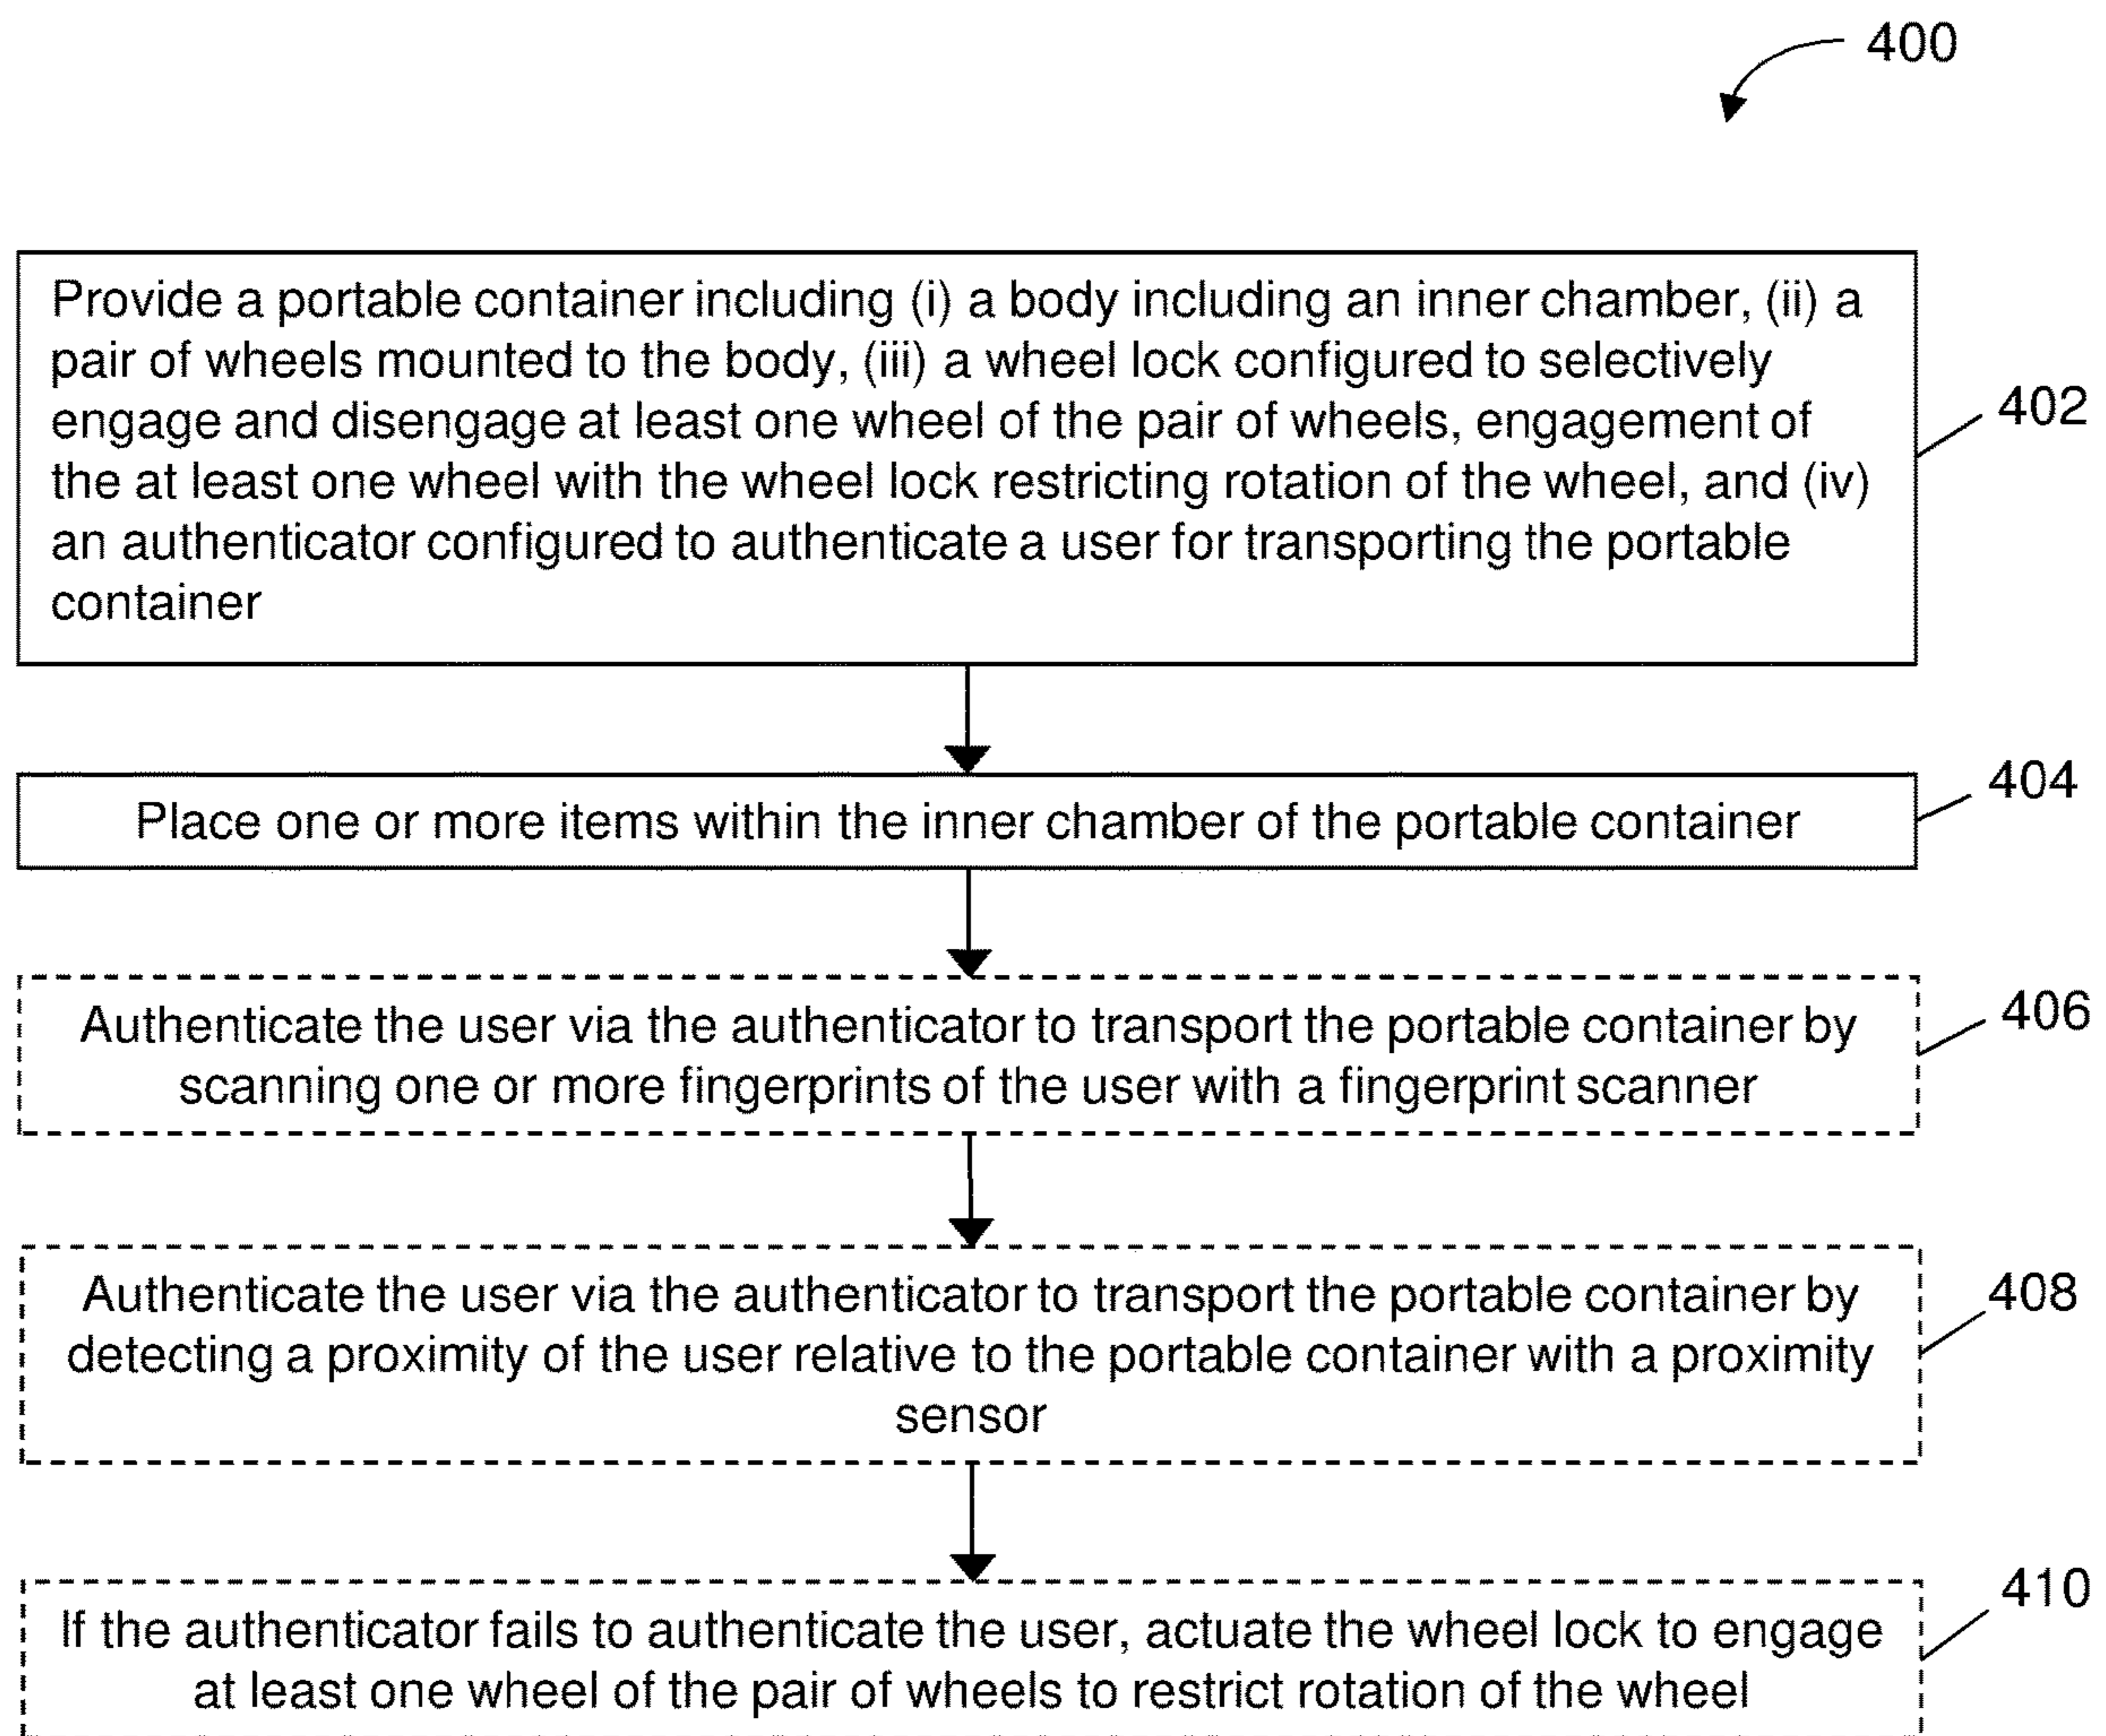 400
Provide a portable container including (i) a body including an inner chamber, (ii) a
pair of wheels mounted to the body, (iii) a wheel lock configured to selectively
engage and disengage at least one wheel of the pair of wheels, engagement of
the at least one wheel with the wheel lock restricting rotation of the wheel, and (iv)
an authenticator configured to authenticate a user for transporting the portable
container
402
Place one or more items within the inner chamber of the portable container
404
Authenticate the user via the authenticator to transport the portable container by
scanning one or more fingerprints of the user with a fingerprint scanner
406
Authenticate the user via the authenticator to transport the portable container by
detecting a proximity of the user relative to the portable container with a proximity
sensor
408
If the authenticator fails to authenticate the user, actuate the wheel lock to engage
at least one wheel of the pair of wheels to restrict rotation of the wheel
410